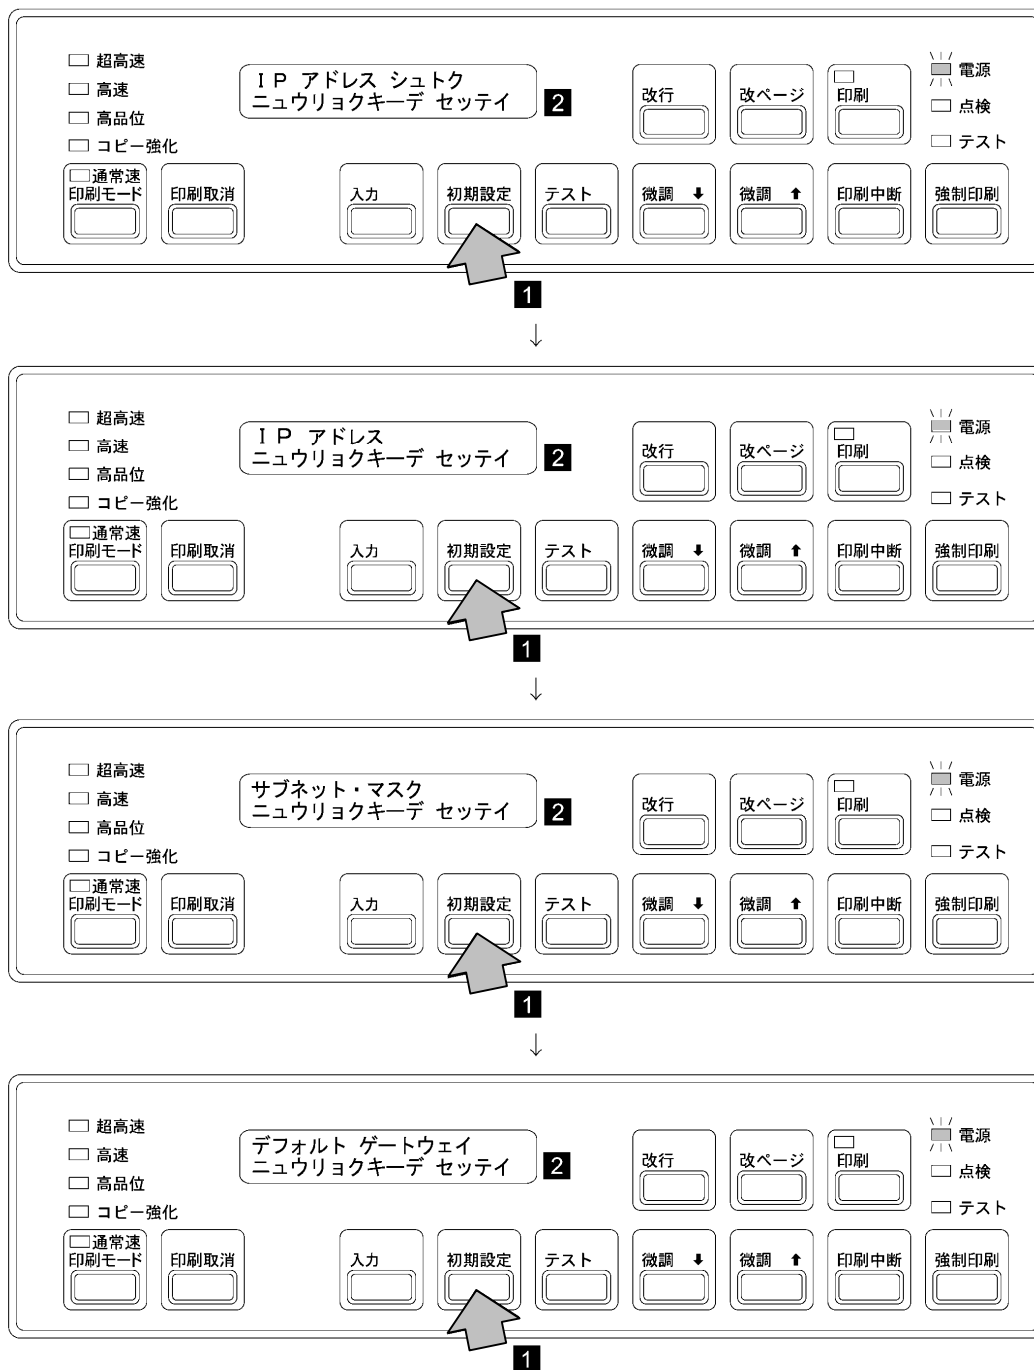 超高速
高速
高品位
コピー強化
IP アドレス シュトク
ニュウリョクキーデ セッテイ
2
改行
改ページ
印刷
電源
点検
テスト
通常速
印刷モード
印刷取消
入力
初期設定
テスト
微調 ⬇
微調 ⬆
印刷中断
強制印刷
1
↓
超高速
高速
高品位
コピー強化
IP アドレス
ニュウリョクキーデ セッテイ
2
改行
改ページ
印刷
電源
点検
テスト
通常速
印刷モード
印刷取消
入力
初期設定
テスト
微調 ⬇
微調 ⬆
印刷中断
強制印刷
1
↓
超高速
高速
高品位
コピー強化
サブネット・マスク
ニュウリョクキーデ セッテイ
2
改行
改ページ
印刷
電源
点検
テスト
通常速
印刷モード
印刷取消
入力
初期設定
テスト
微調 ⬇
微調 ⬆
印刷中断
強制印刷
1
↓
超高速
高速
高品位
コピー強化
デフォルト ゲートウェイ
ニュウリョクキーデ セッテイ
2
改行
改ページ
印刷
電源
点検
テスト
通常速
印刷モード
印刷取消
入力
初期設定
テスト
微調 ⬇
微調 ⬆
印刷中断
強制印刷
1